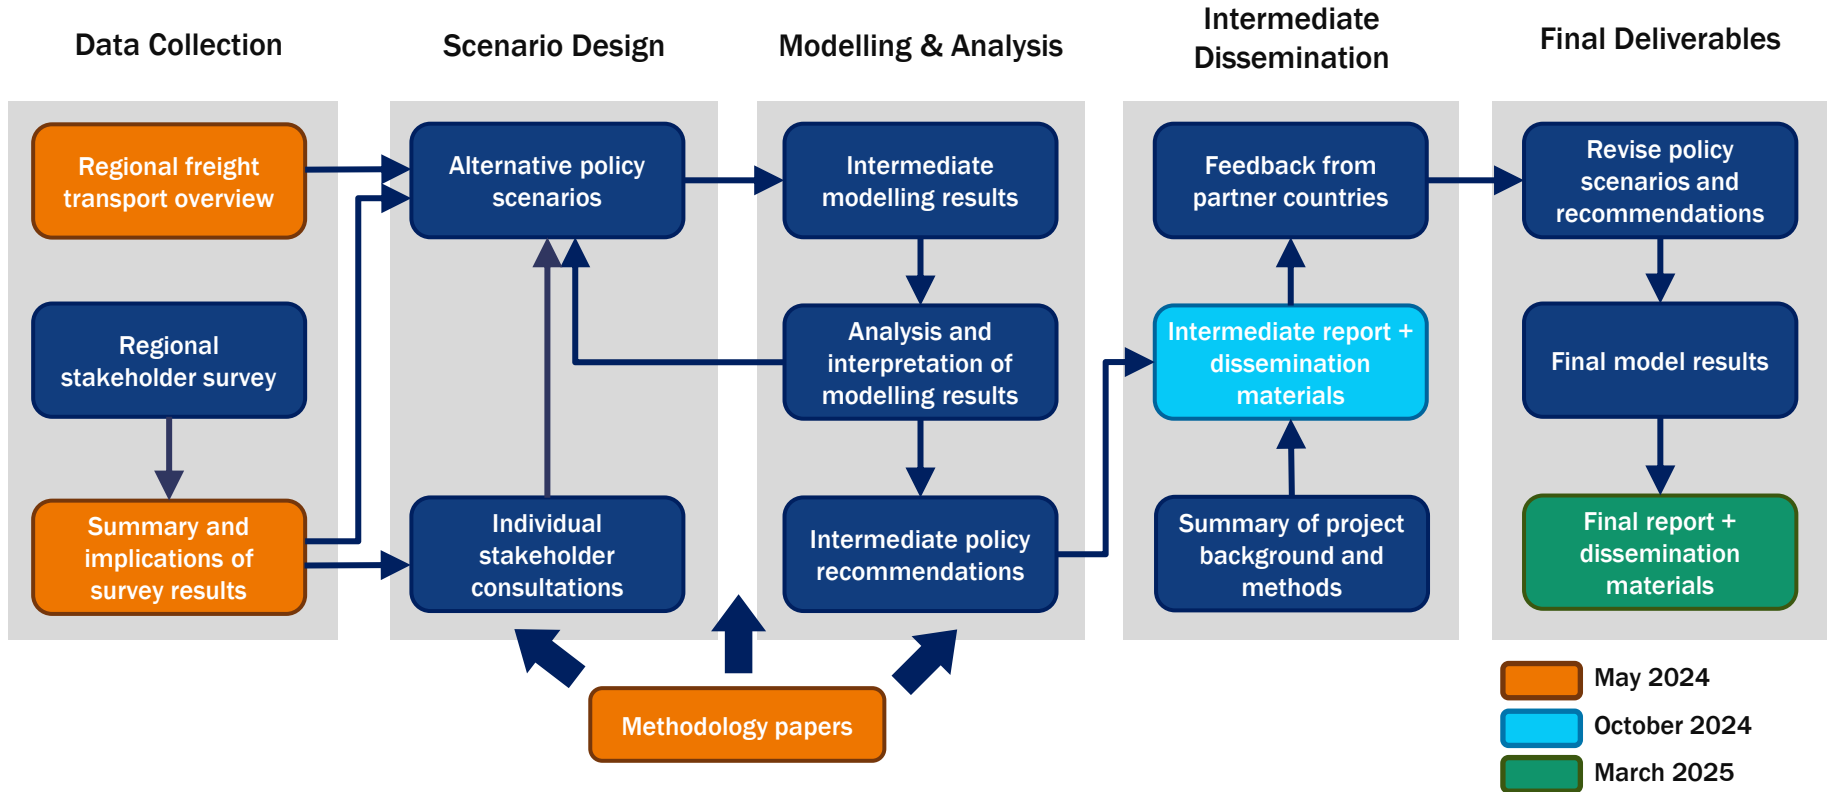 Data Collection
Scenario Design
Modelling & Analysis
Intermediate
Dissemination
Final Deliverables
Regional freight
transport overview
Regional
stakeholder survey
Summary and
implications of
survey results
Alternative policy
scenarios
Individual
stakeholder
consultations
Intermediate
modelling results
Analysis and
interpretation of
modelling results
Intermediate policy
recommendations
Feedback from
partner countries
Intermediate report +
dissemination
materials
Summary of project
background and
methods
Revise policy
scenarios and
recommendations
Final model results
Final report +
dissemination
materials
Methodology papers
May 2024
October 2024
March 2025